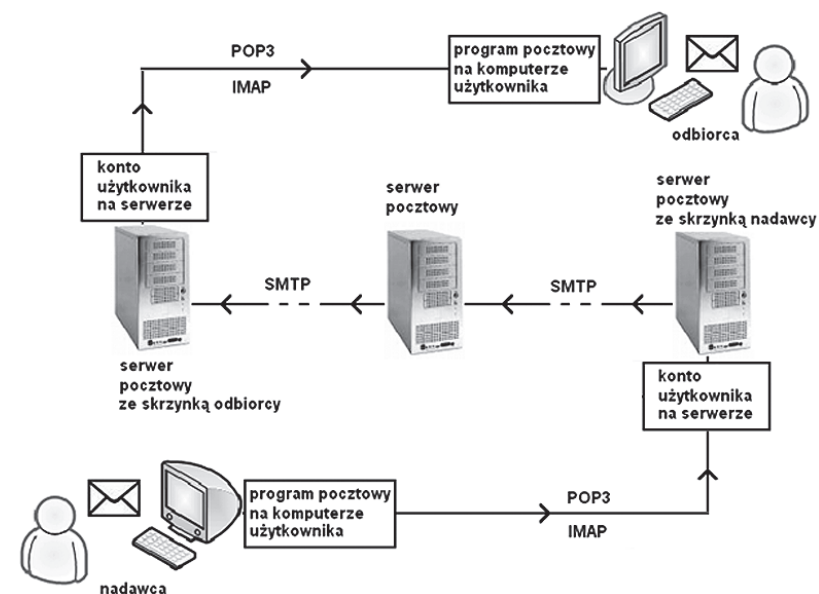 POP3
IMAP
program pocztowy
na komputerze
użytkownika
odbiorca
konto
użytkownika
na serwerze
serwer
pocztowy
serwer
pocztowy
ze skrzynką nadawcy
SMTP
SMTP
serwer
pocztowy
ze skrzynką odbiorcy
konto
użytkownika
na serwerze
program pocztowy
na komputerze
użytkownika
POP3
IMAP
nadawca